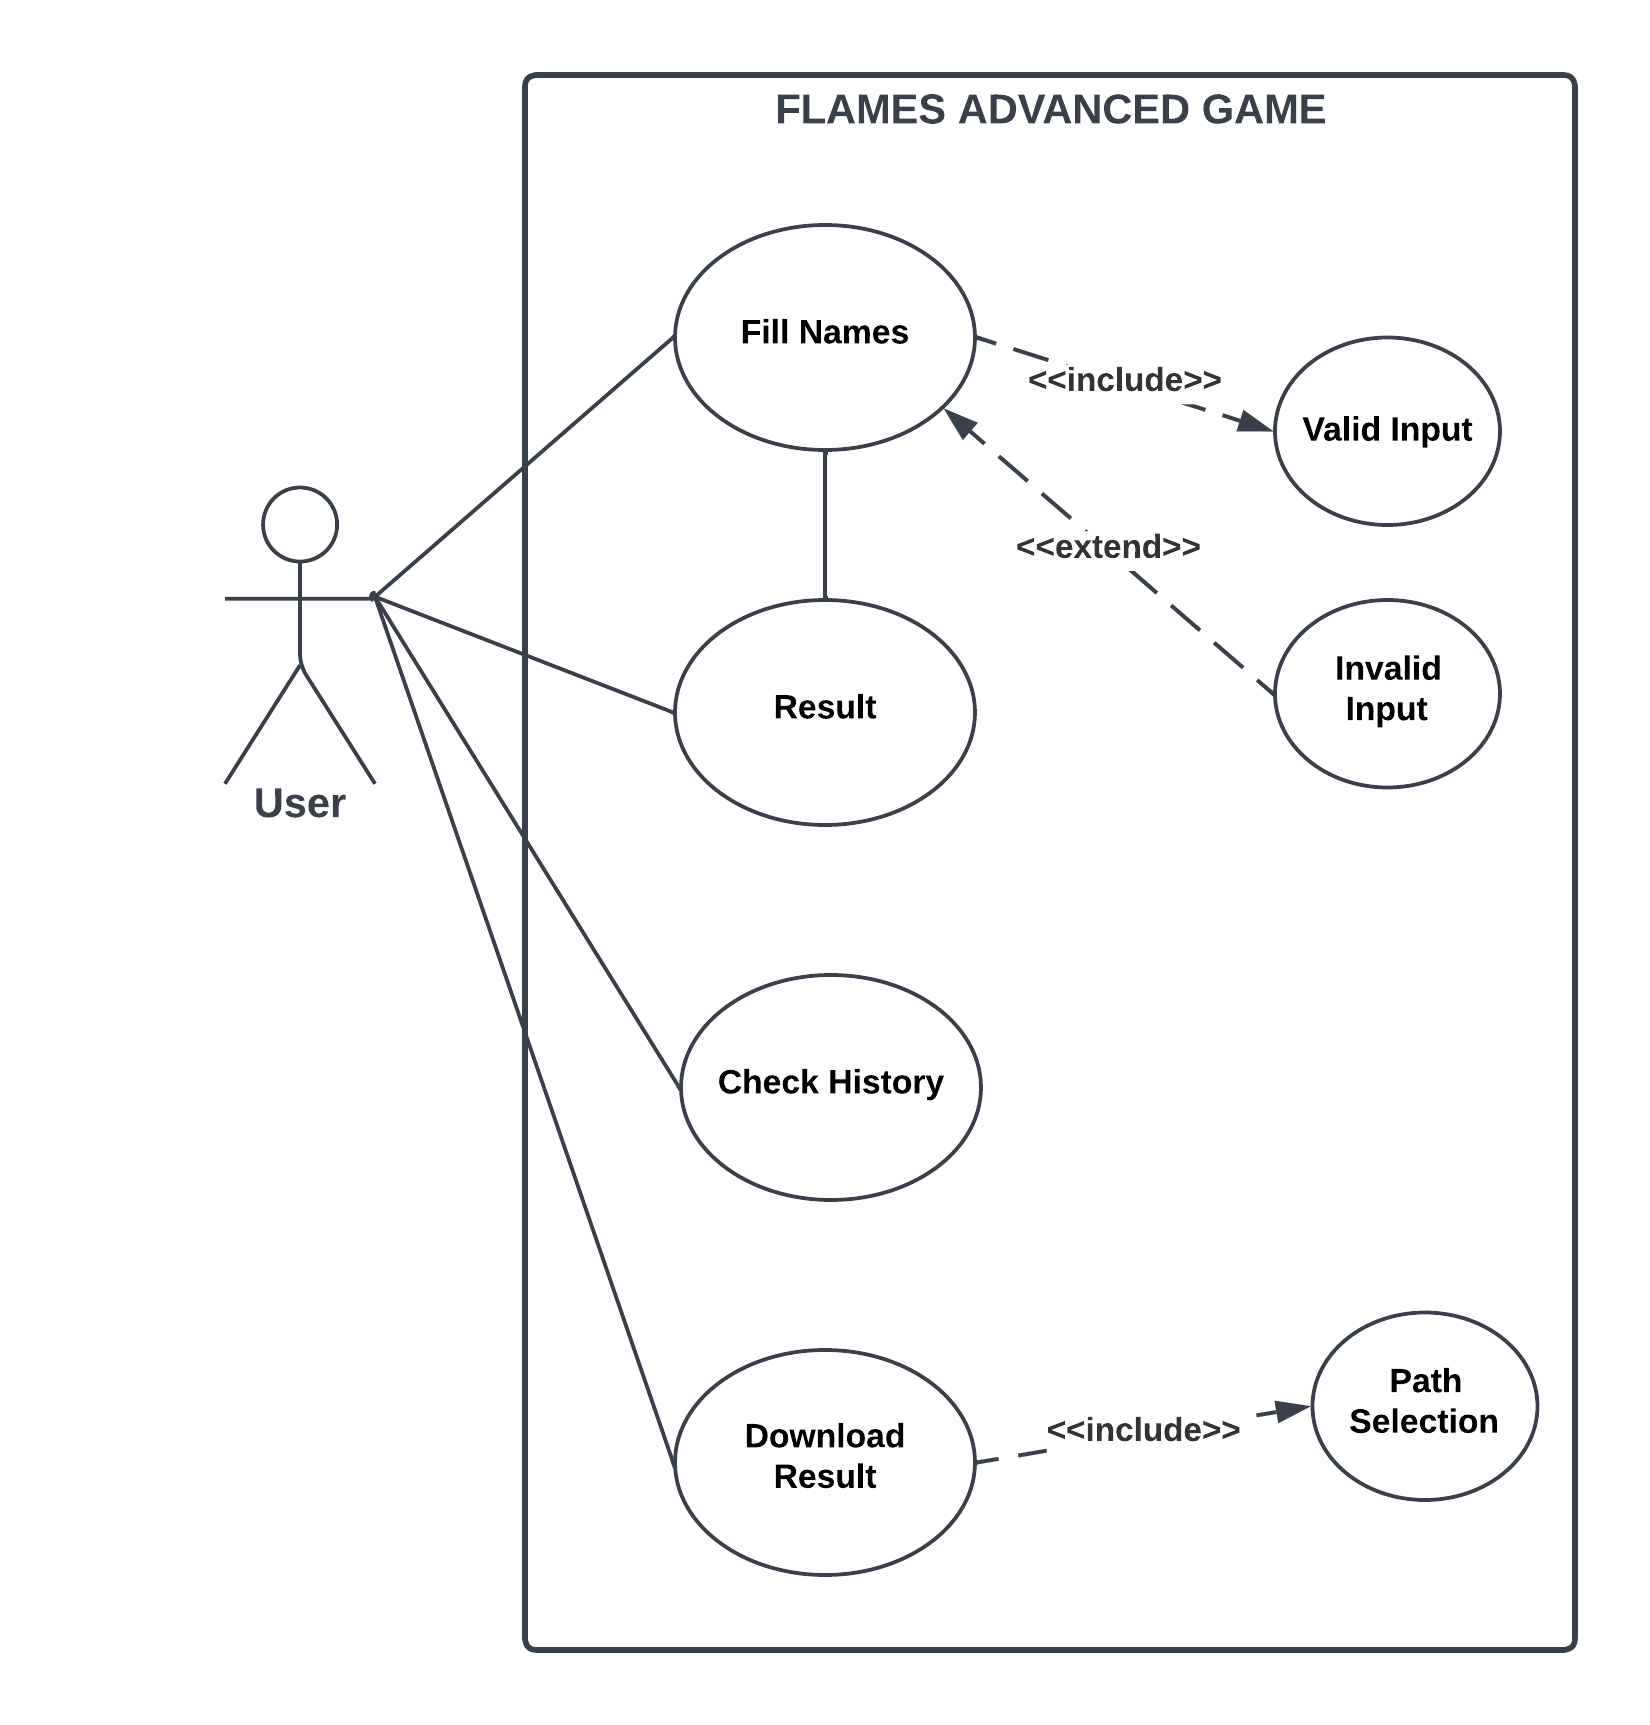 FLAMES ADVANCED GAME
Fill Names
<<include>>
Valid Input
<<extend>>
Invalid
Input
Result
User
Check History
Path
Selection
<<include>>
Download
Result